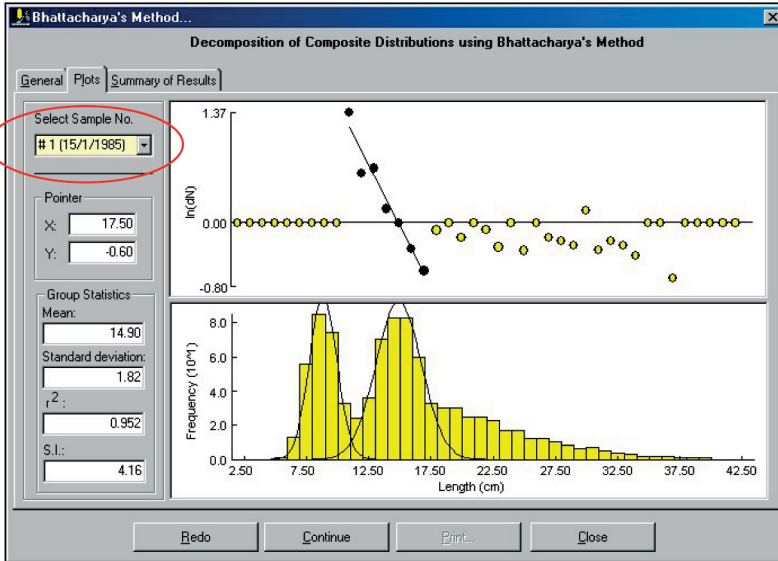 Bhattacharya's Method...
Decomposition of Composite Distributions using Bhattacharya's Method
General Plots Summary of Results
Select Sample No.
# 1 (15/1/1985)
Pointer
X: 17.50
Y: -0.60
Group Statistics
Mean:
14.90
Standard deviation:
1.82
r2 :
0.952
S.I.:
4.16
1.37
ln(dN)
0.00
-0.80
Frequency (10^1)
8.0
6.0
4.0
2.0
0.0
2.50 7.50 12.50 17.50 22.50 27.50 32.50 37.50 42.50
Length (cm)
Redo Continue Print... Close